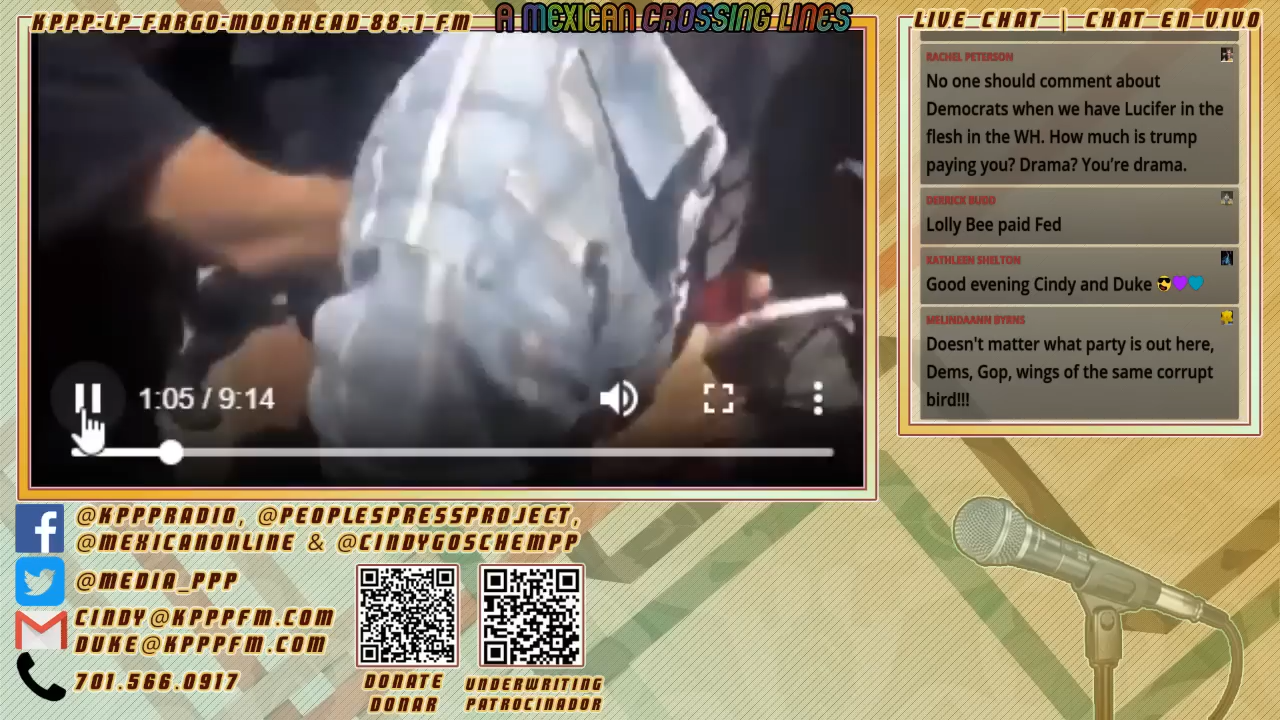 KPPP-LP FARGO-MOORHEAD 88.1 FM
A MEXICAN CROSSING LINES
LIVE CHAT | CHAT EN VIVO
RACHEL PETERSON
No one should comment about
Democrats when we have Lucifer in the
flesh in the WH. How much is trump
paying you? Drama? You're drama.
DERRICK BUDD
Lolly Bee paid Fed
KATHLEEN SHELTON
Good evening Cindy and Duke 😎💜💙
MELINDAANN BYRNS
Doesn't matter what party is out here,
Dems, Gop, wings of the same corrupt
bird!!!
1:05 / 9:14
@KPPPRADIO, @PEOPLESPRESSPROJECT,
@MEXICANONLINE & @CINDYGOSCHEMPP
@MEDIA_PPP
CINDY@KPPPFM.COM
DUKE@KPPPFM.COM
701.566.0917
DONATE
DONAR
UNDERWRITING
PATROCINADOR